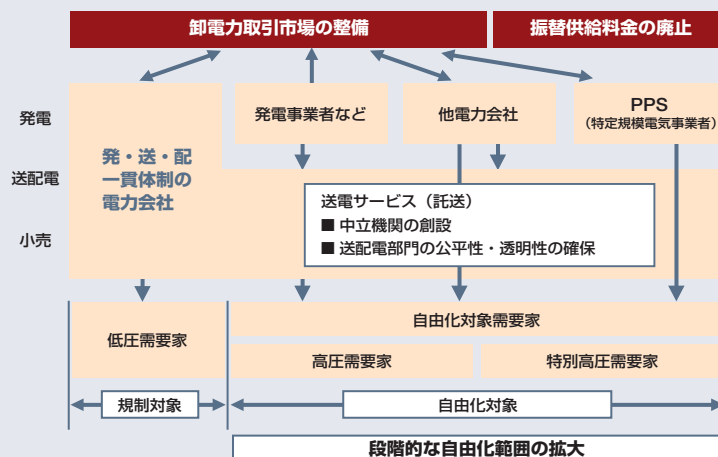 卸電力取引市場の整備
振替供給料金の廃止
発電
発電事業者など
他電力会社
PPS
（特定規模電気事業者）
発・送・配
一貫体制の
電力会社
送配電
送電サービス（託送）
■ 中立機関の創設
■ 送配電部門の公平性・透明性の確保
小売
低圧需要家
自由化対象需要家
高圧需要家
特別高圧需要家
規制対象
自由化対象
段階的な自由化範囲の拡大